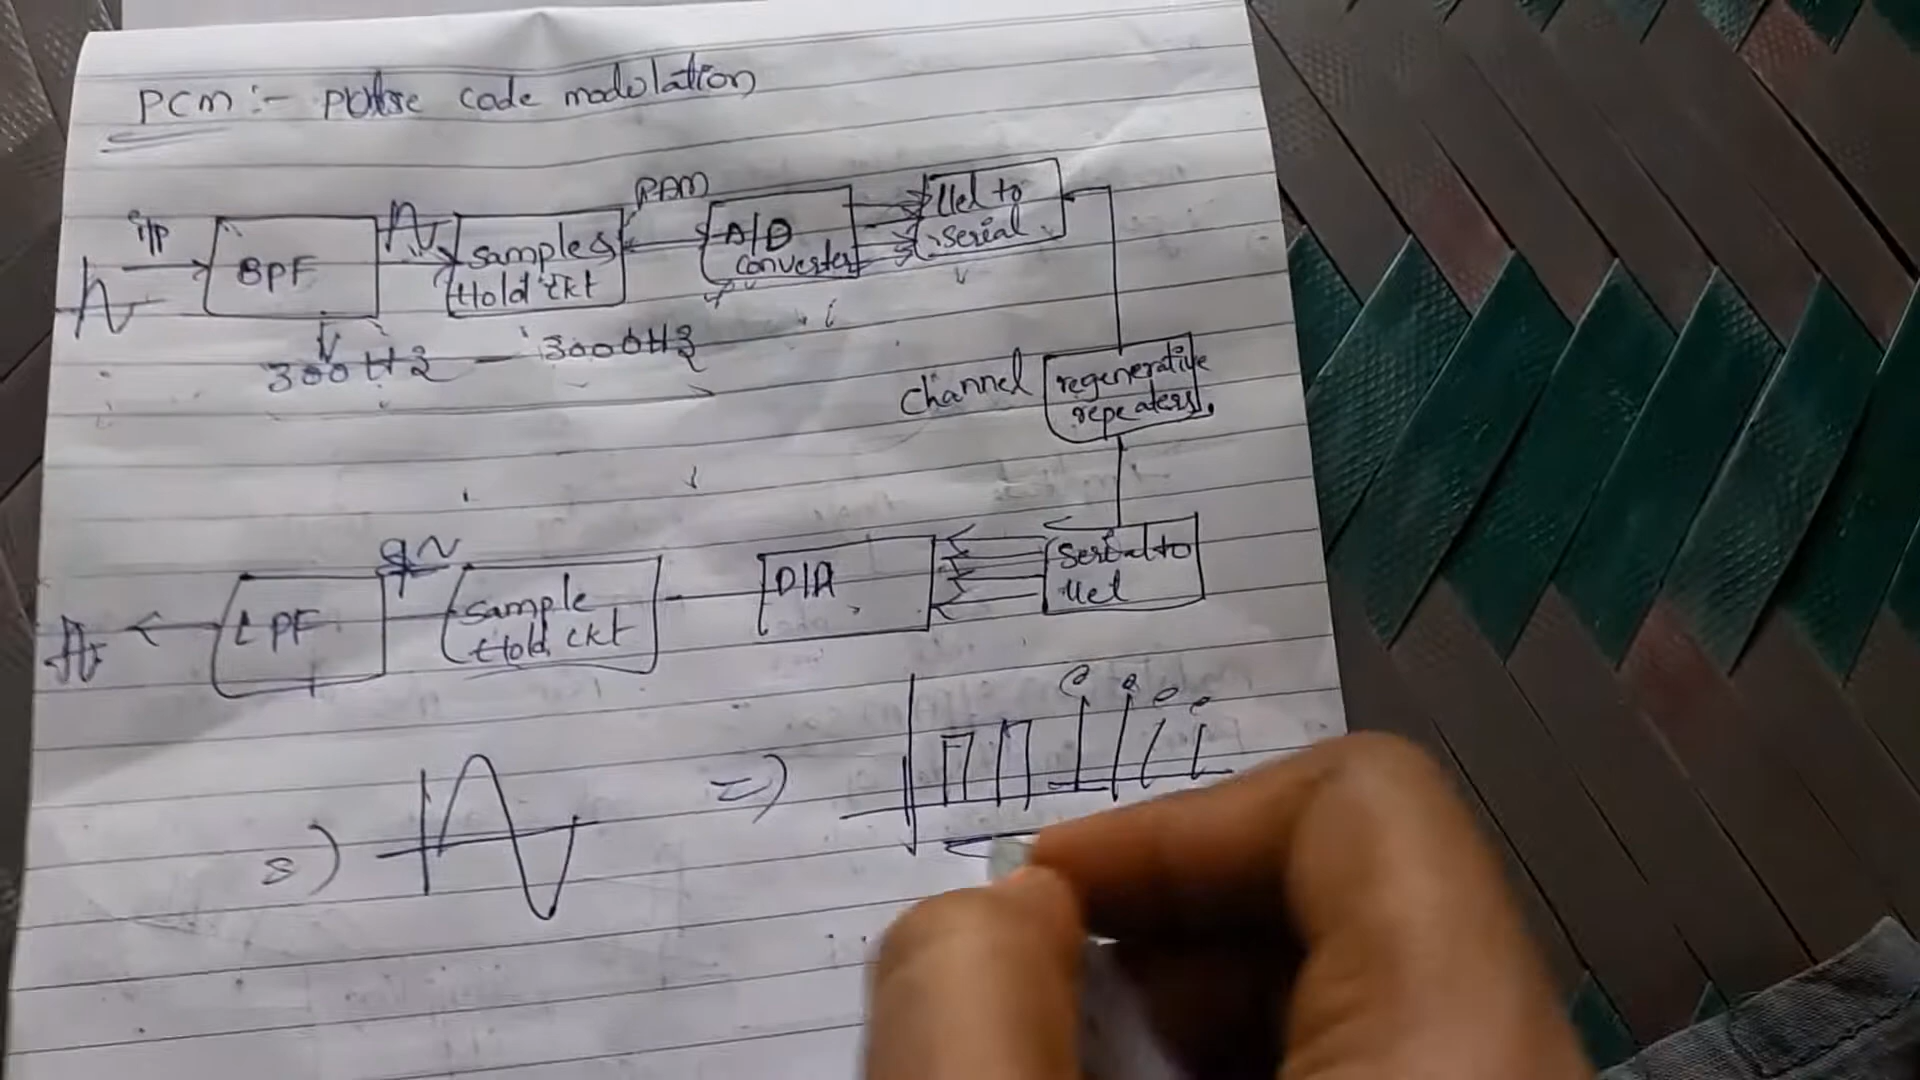 PCM :- Pulse code modulation
i/p
BPF
Sample &
Hold ckt
PAM
A/D
converter
llel to
serial
300 Hz — 3000 Hz
channel
regenerative
repeaters.
LPF
sample
Hold ckt
D/A
serial to
llel
s)
=)